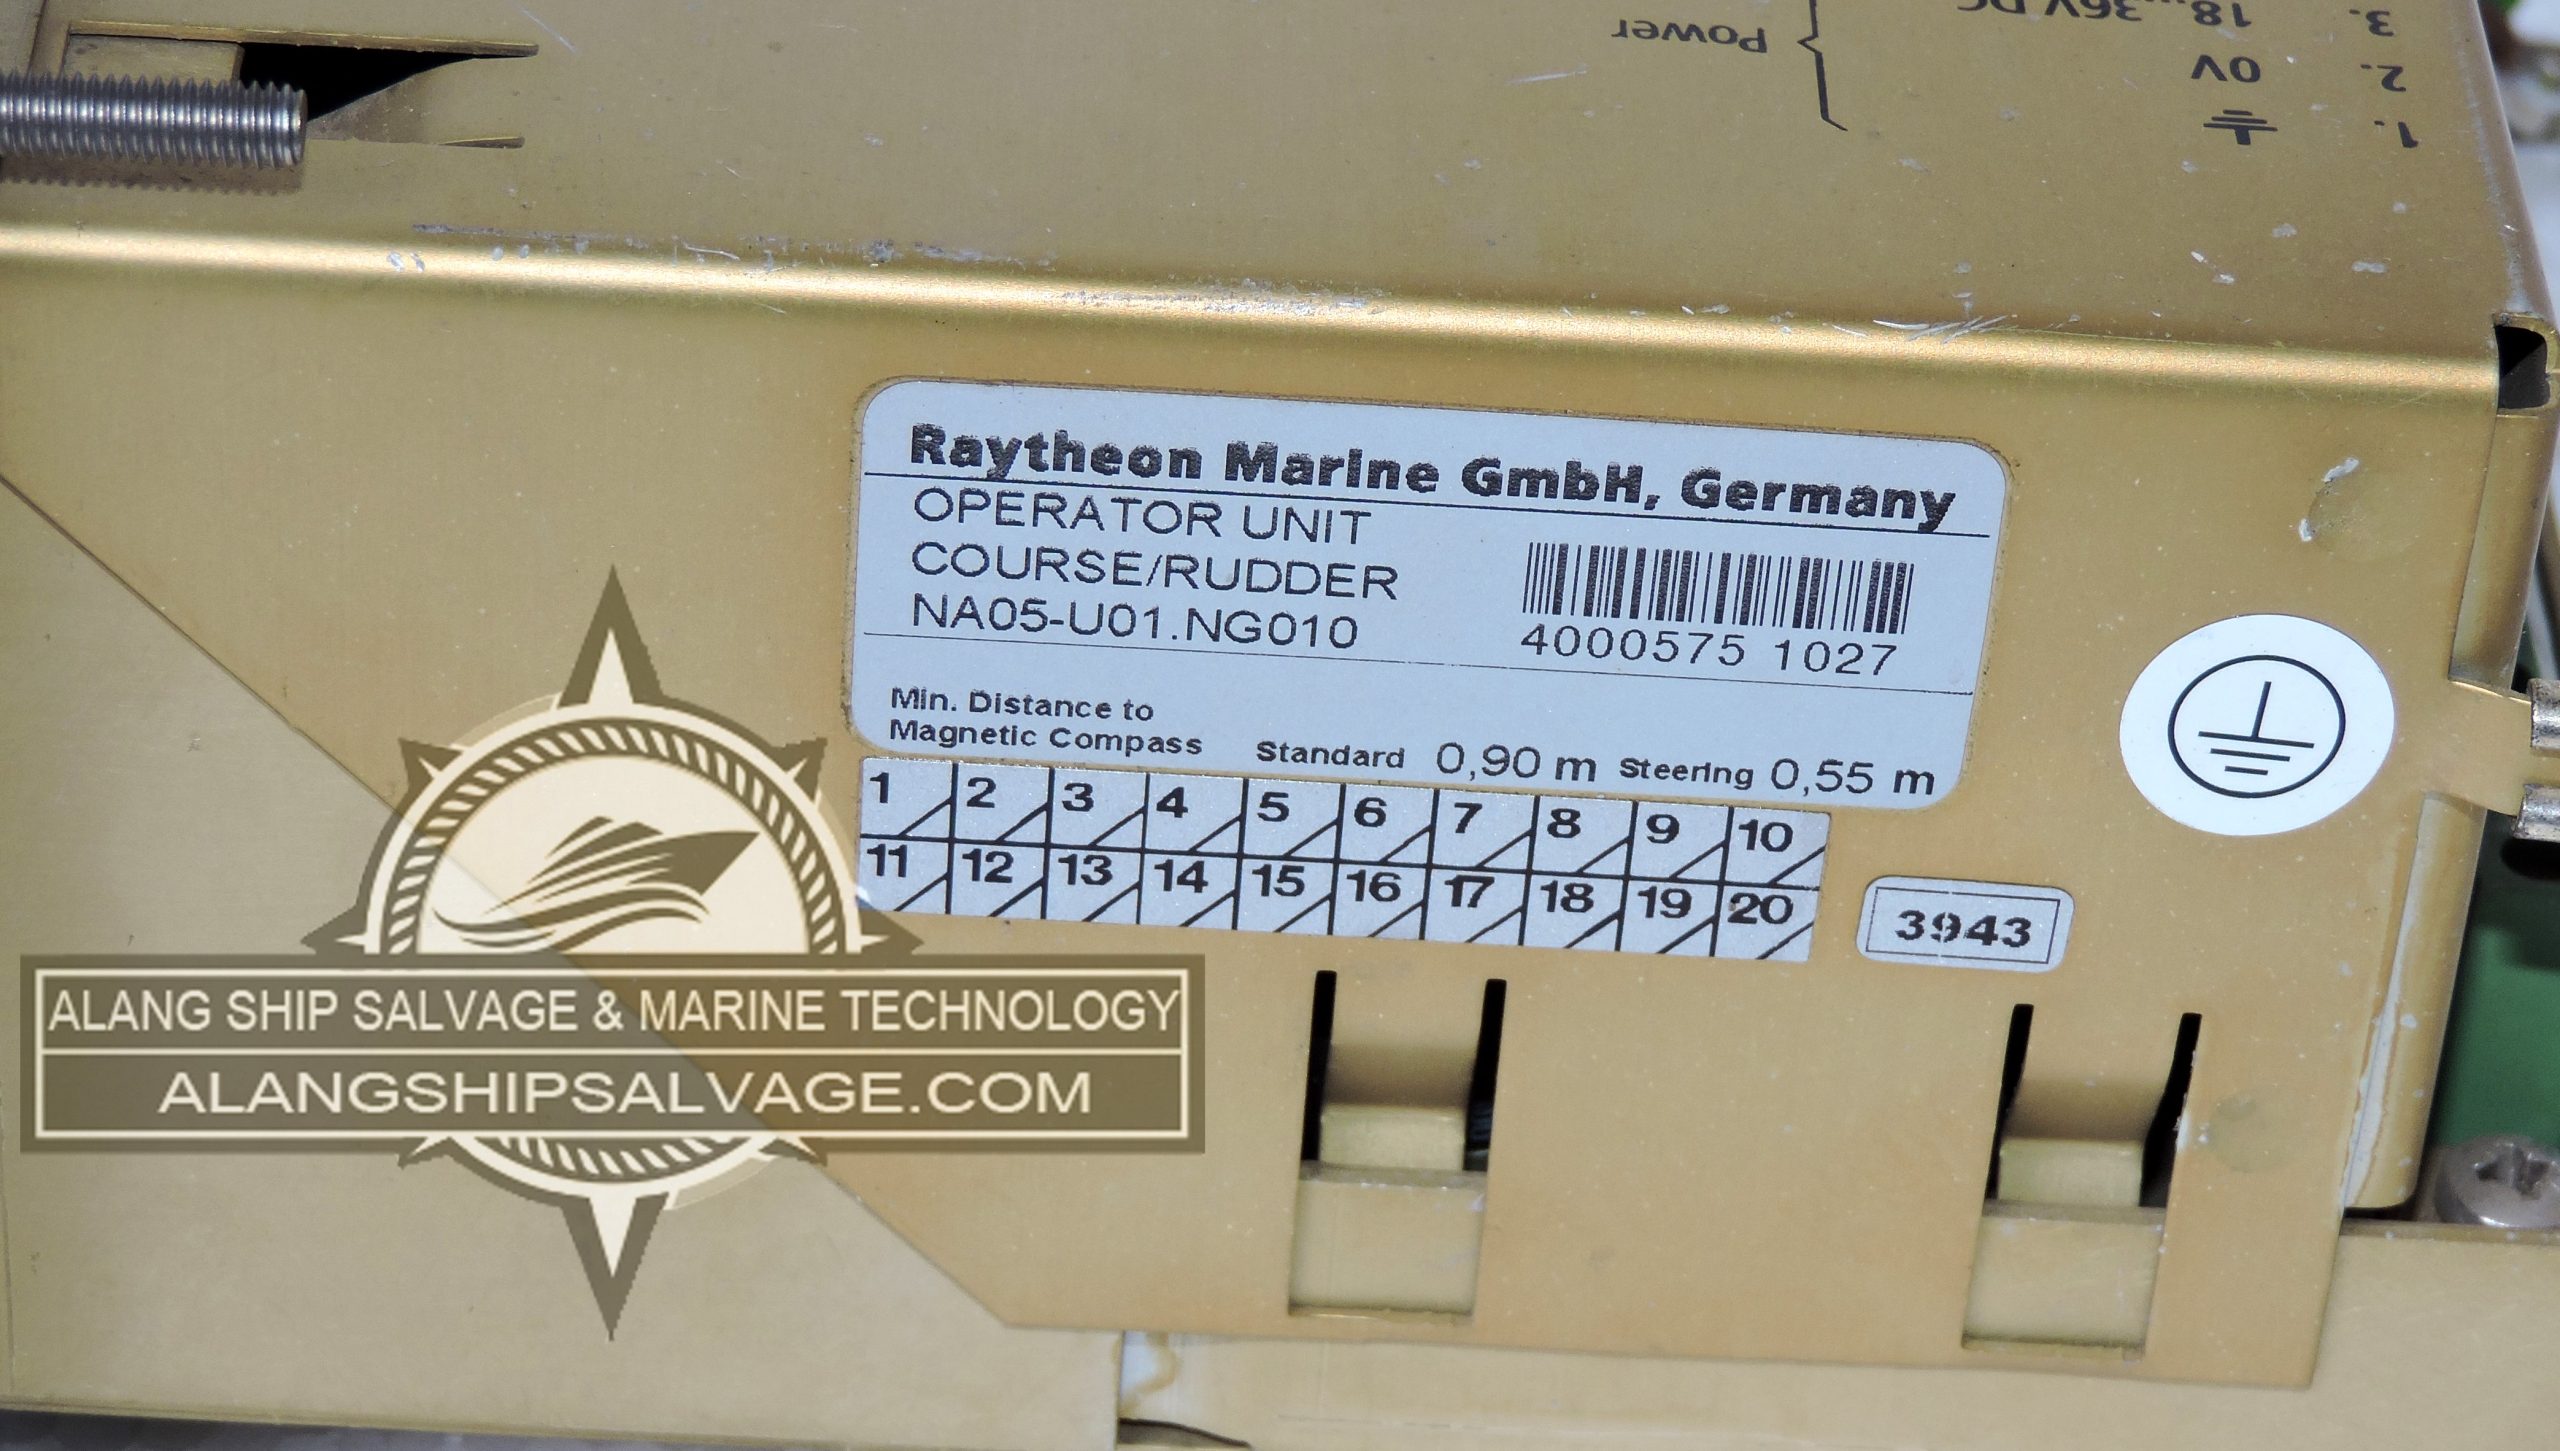 3. 18...36V DC
2. 0V
1.
Power
Raytheon Marine GmbH, Germany
OPERATOR UNIT
COURSE/RUDDER
NA05-U01.NG010
4000575 1027
Min. Distance to
Magnetic Compass Standard 0,90 m Steering 0,55 m
1 2 3 4 5 6 7 8 9 10
11 12 13 14 15 16 17 18 19 20
3943
ALANG SHIP SALVAGE & MARINE TECHNOLOGY
ALANGSHIPSALVAGE.COM